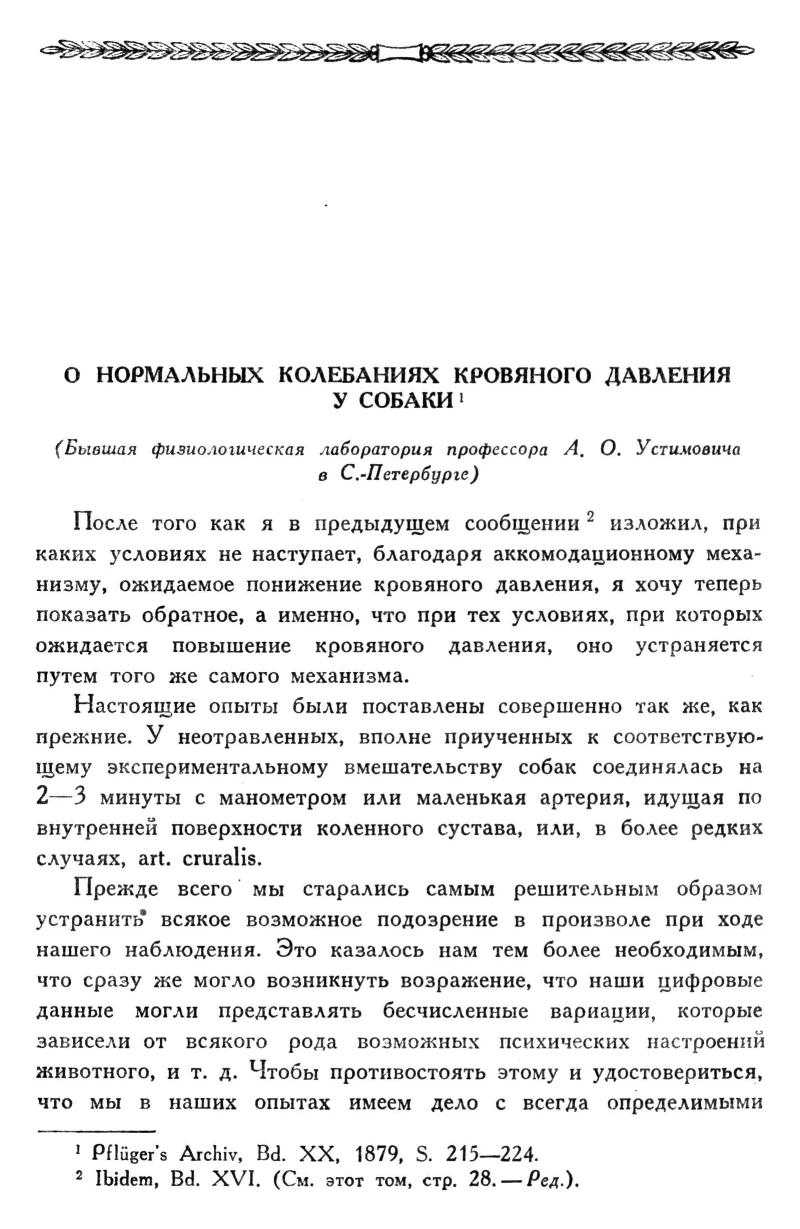 О НОРМАЛЬНЫХ КОЛЕБАНИЯХ КРОВЯНОГО ДАВЛЕНИЯ
У СОБАКИ ¹
(Бывшая физиологическая лаборатория профессора А. О. Устимовича
в С.-Петербурге)
После того как я в предыдущем сообщении ² изложил, при
каких условиях не наступает, благодаря аккомодационному меха-
низму, ожидаемое понижение кровяного давления, я хочу теперь
показать обратное, а именно, что при тех условиях, при которых
ожидается повышение кровяного давления, оно устраняется
путем того же самого механизма.
Настоящие опыты были поставлены совершенно так же, как
прежние. У неотравленных, вполне приученных к соответствую-
щему экспериментальному вмешательству собак соединялась на
2—3 минуты с манометром или маленькая артерия, идущая по
внутренней поверхности коленного сустава, или, в более редких
случаях, art. cruralis.
Прежде всего мы старались самым решительным образом
устранить всякое возможное подозрение в произволе при ходе
нашего наблюдения. Это казалось нам тем более необходимым,
что сразу же могло возникнуть возражение, что наши цифровые
данные могли представлять бесчисленные вариации, которые
зависели от всякого рода возможных психических настроений
животного, и т. д. Чтобы противостоять этому и удостовериться,
что мы в наших опытах имеем дело с всегда определимыми
¹ Pflüger's Archiv, Bd. XX, 1879, S. 215—224.
² Ibidem, Bd. XVI. (См. этот том, стр. 28. — Ред.).